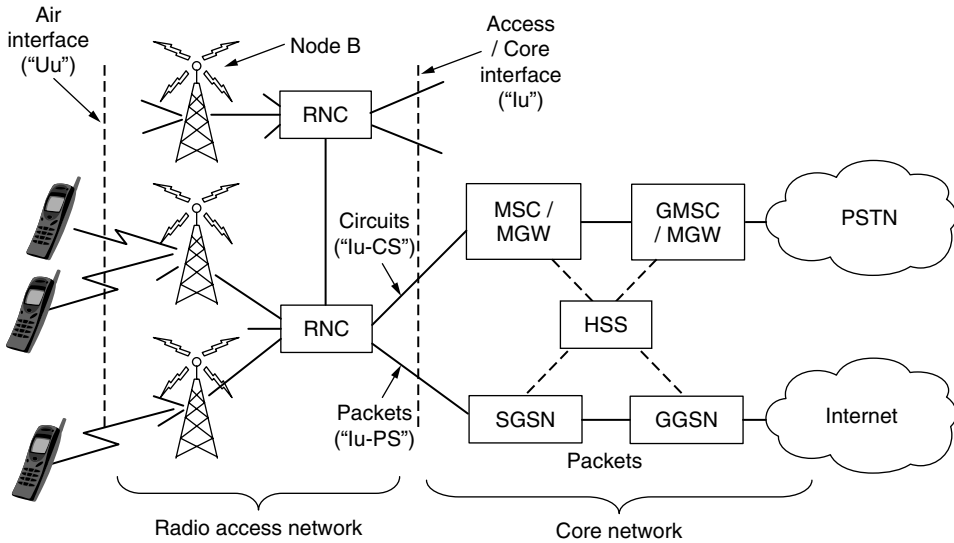 Air
interface
(“Uu”)
Node B
Access
/ Core
interface
(“Iu”)
RNC
Circuits
(“Iu-CS”)
MSC /
MGW
GMSC
/ MGW
PSTN
RNC
HSS
Packets
(“Iu-PS”)
SGSN
GGSN
Internet
Packets
Radio access network
Core network